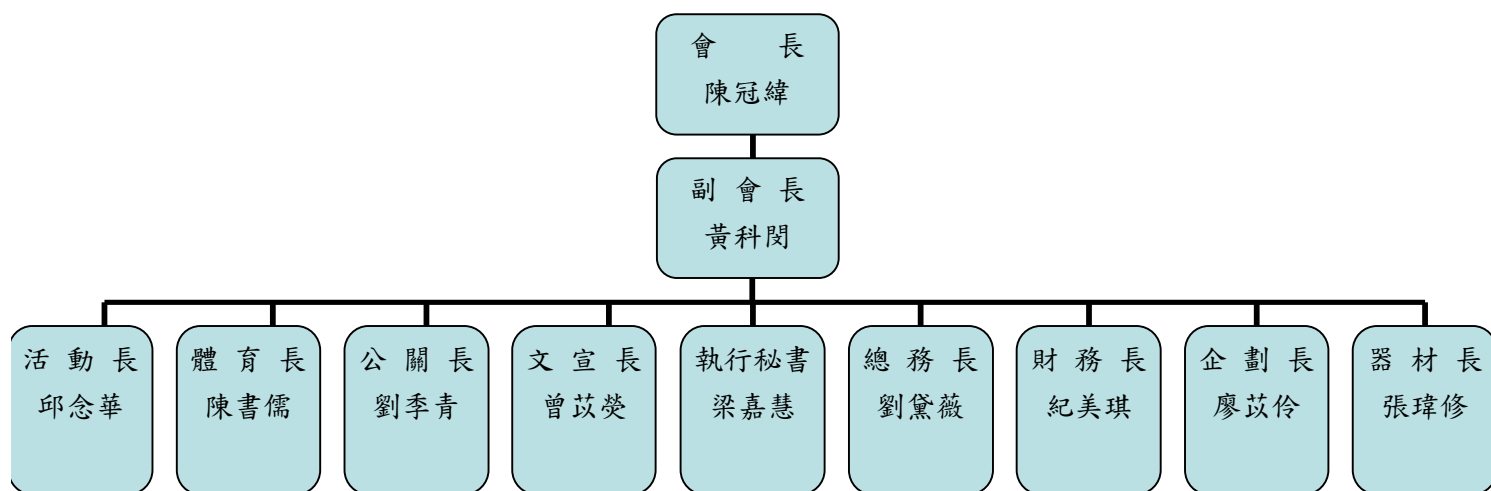 會長
陳冠緯
副會長
黃科閔
活動長
邱念華
體育長
陳書儒
公關長
劉季青
文宣長
曾苡熒
執行秘書
梁嘉慧
總務長
劉黛薇
財務長
紀美琪
企劃長
廖苡伶
器材長
張瑋修